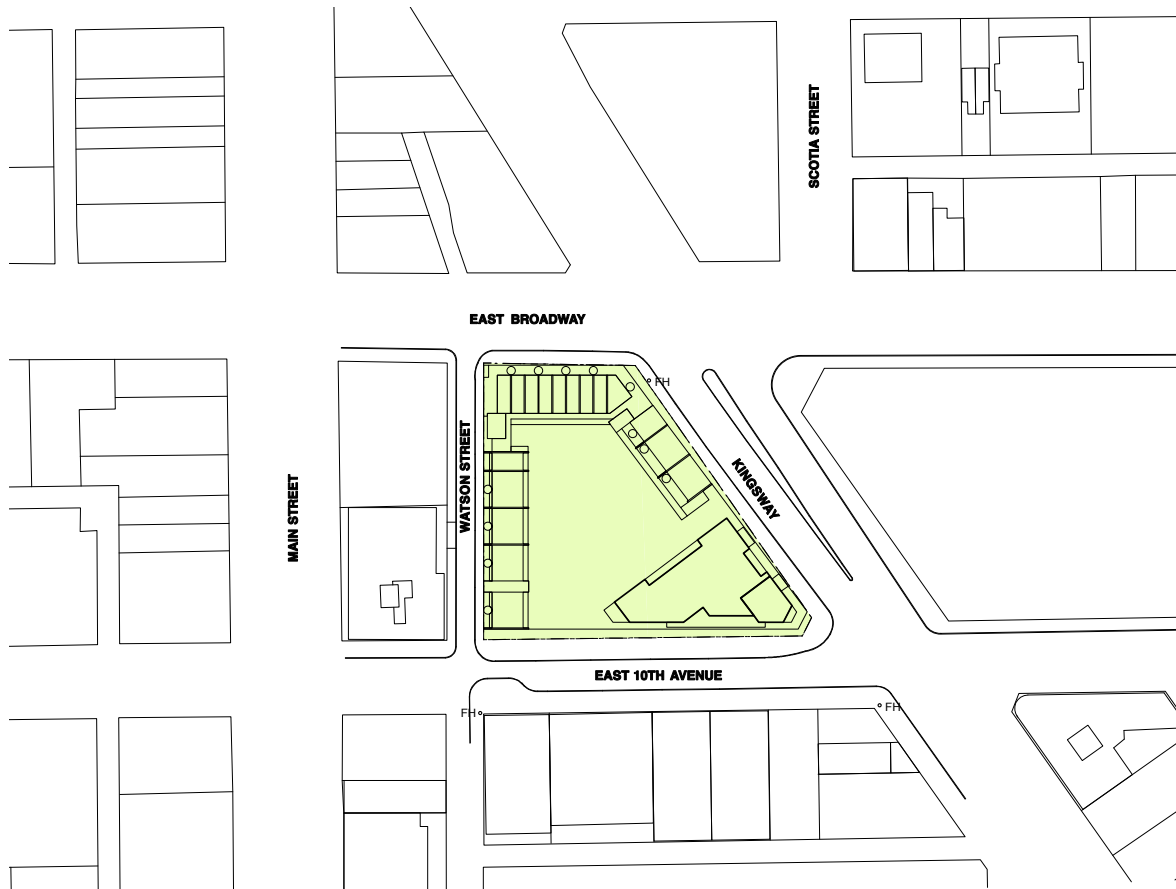 SCOTIA STREET
EAST BROADWAY
FH
WATSON STREET
KINGSWAY
MAIN STREET
EAST 10TH AVENUE
FH
FH